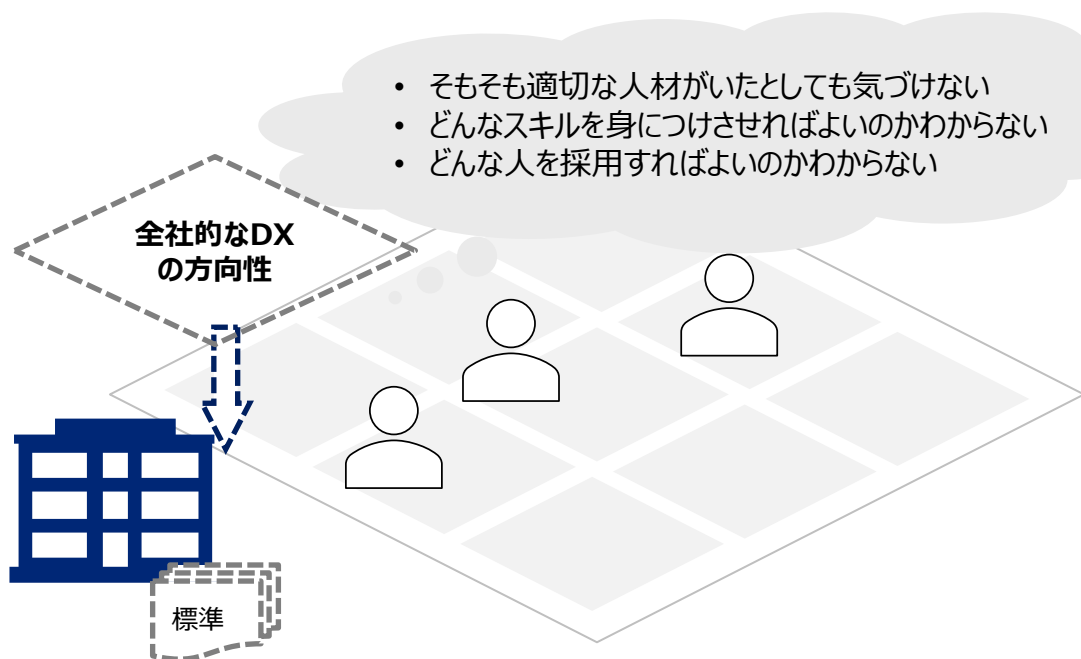 • そもそも適切な人材がいたとしても気づけない
• どんなスキルを身につけさせればよいのかわからない
• どんな人を採用すればよいのかわからない
全社的なDX
の方向性
標準